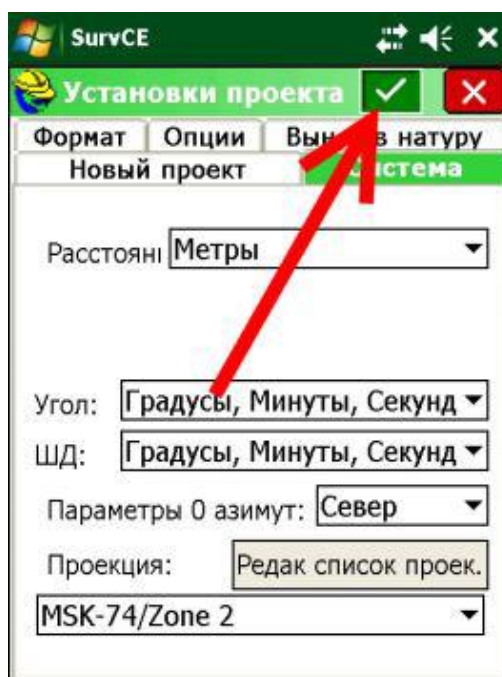 SurvCE
Установки проекта
Формат Опции в натуру
Новый проект
Расстоян Метры
Угол: Градусы, Минуты, Секунд
ШД: Градусы, Минуты, Секунд
Параметры 0 азимут: Север
Проекция: Редак список проек.
MSK-74/Zone 2